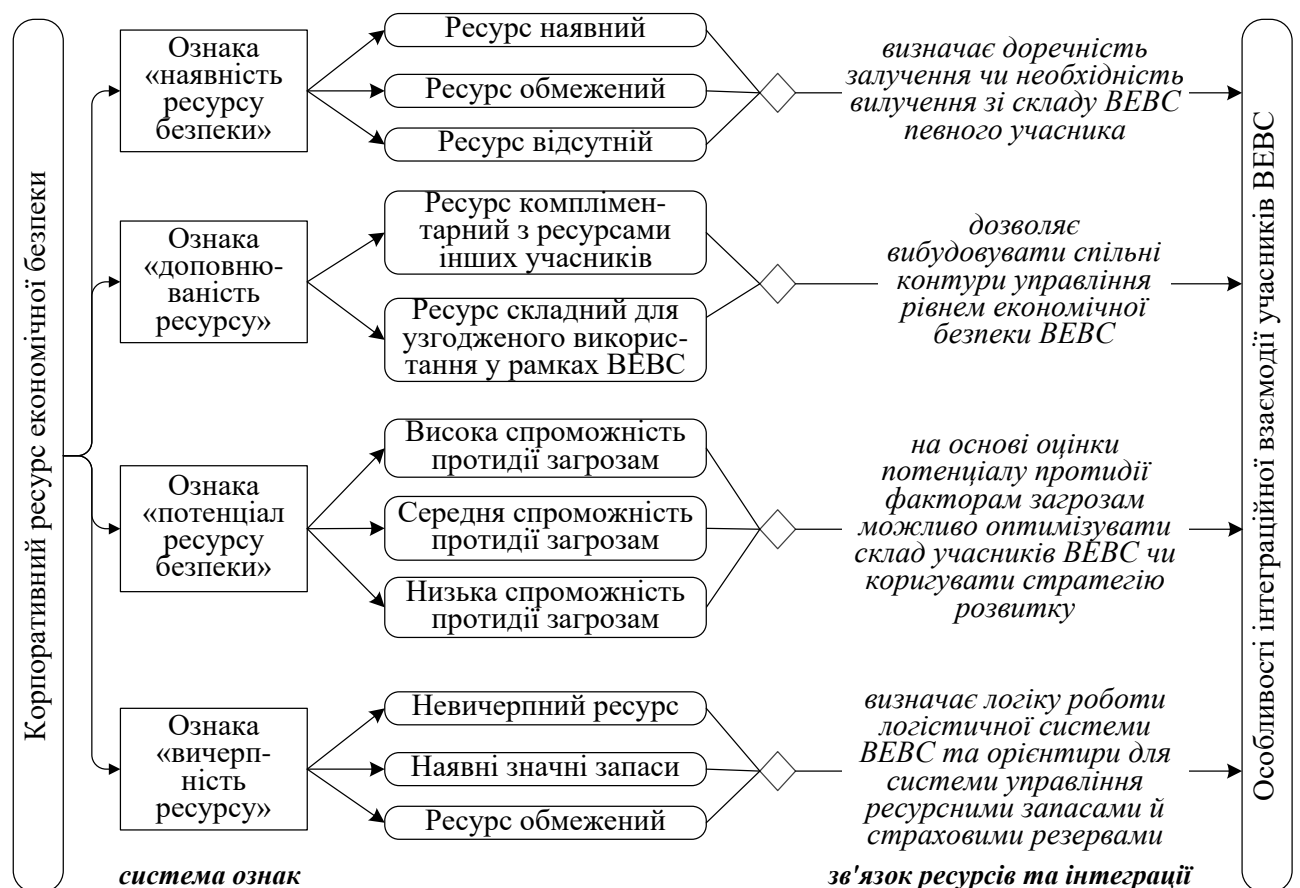 Корпоративний ресурс економічної безпеки
Ознака
«наявність
ресурсу
безпеки»
Ресурс наявний
Ресурс обмежений
Ресурс відсутній
визначає доречність
залучення чи необхідність
вилучення зі складу ВЕВС
певного учасника
Ознака
«доповню-
ваність
ресурсу»
Ресурс комплімен-
тарний з ресурсами
інших учасників
Ресурс складний для
узгодженого викорис-
тання у рамках ВЕВС
дозволяє
вибудовувати спільні
контури управління
рівнем економічної
безпеки ВЕВС
Ознака
«потенціал
ресурсу
безпеки»
Висока спроможність
протидії загрозам
Середня спроможність
протидії загрозам
Низька спроможність
протидії загрозам
на основі оцінки
потенціалу протидії
факторам загрозам
можливо оптимізувати
склад учасників ВЕВС чи
коригувати стратегію
розвитку
Ознака
«вичерп-
ність
ресурсу»
Невичерпний ресурс
Наявні значні запаси
Ресурс обмежений
визначає логіку роботи
логістичної системи
ВЕВС та орієнтири для
системи управління
ресурсними запасами й
страховими резервами
Особливості інтеграційної взаємодії учасників ВЕВС
система ознак
зв'язок ресурсів та інтеграції